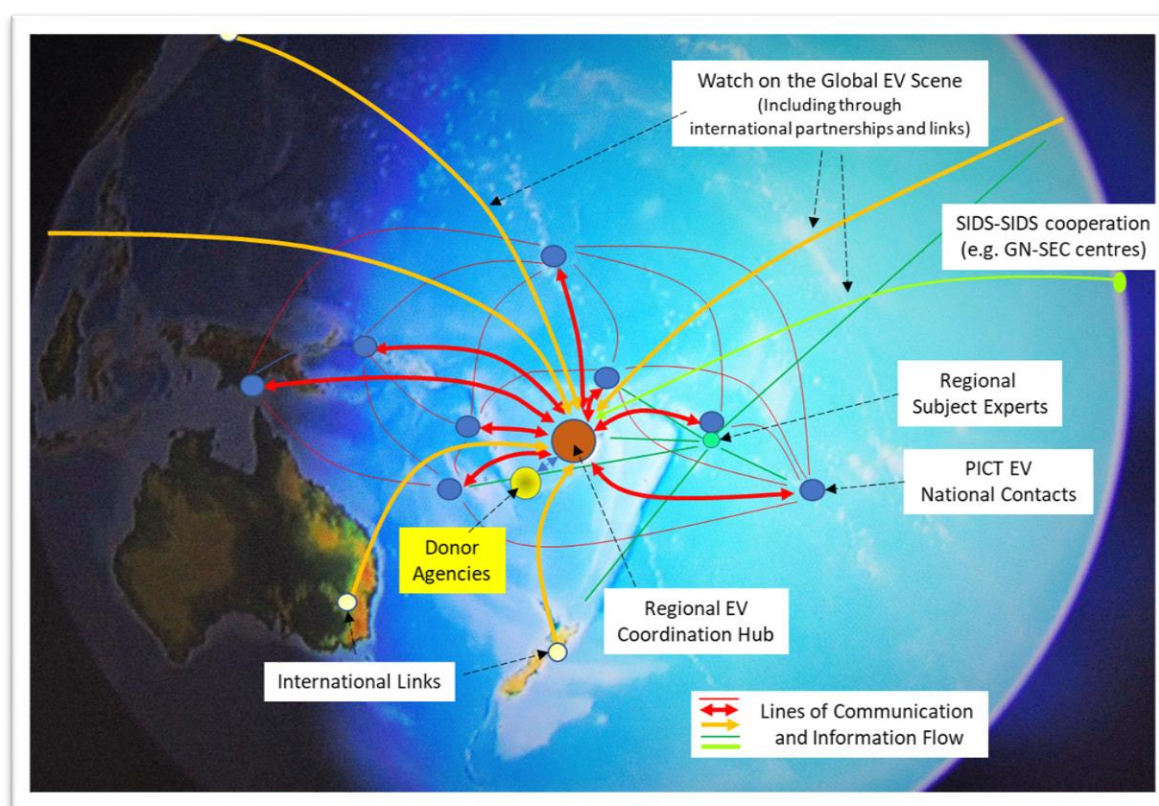 Watch on the Global EV Scene
(Including through
international partnerships and links)
SIDS-SIDS cooperation
(e.g. GN-SEC centres)
Regional
Subject Experts
PICT EV
National Contacts
Donor
Agencies
Regional EV
Coordination Hub
International Links
Lines of Communication
and Information Flow